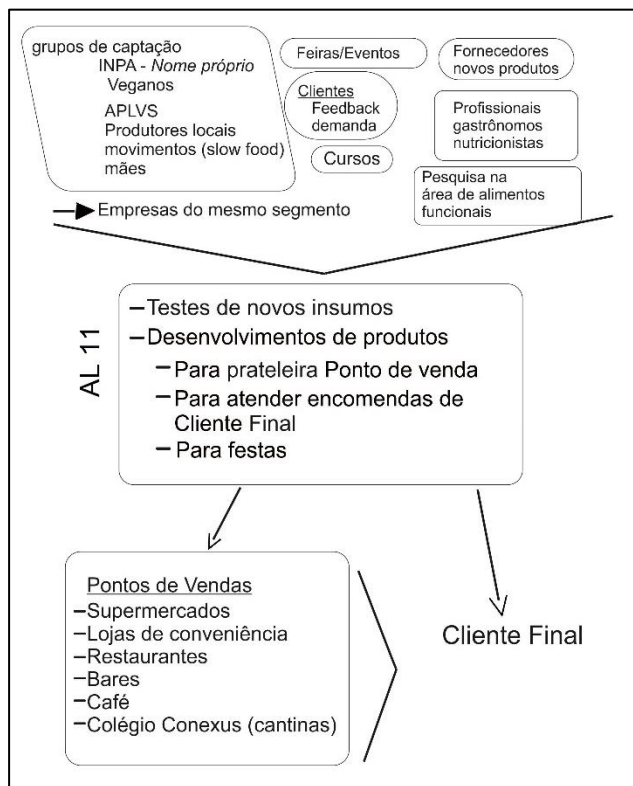 grupos de captação
INPA - Nome próprio
Veganos
APLVS
Produtores locais
movimentos (slow food)
mães
Feiras/Eventos
Clientes
Feedback
demanda
Cursos
Fornecedores
novos produtos
Profissionais
gastrônomos
nutricionistas
Pesquisa na
área de alimentos
funcionais
Empresas do mesmo segmento
AL 11
–Testes de novos insumos
–Desenvolvimentos de produtos
–Para prateleira Ponto de venda
–Para atender encomendas de
Cliente Final
–Para festas
Pontos de Vendas
–Supermercados
–Lojas de conveniência
–Restaurantes
–Bares
–Café
–Colégio Conexus (cantinas)
Cliente Final